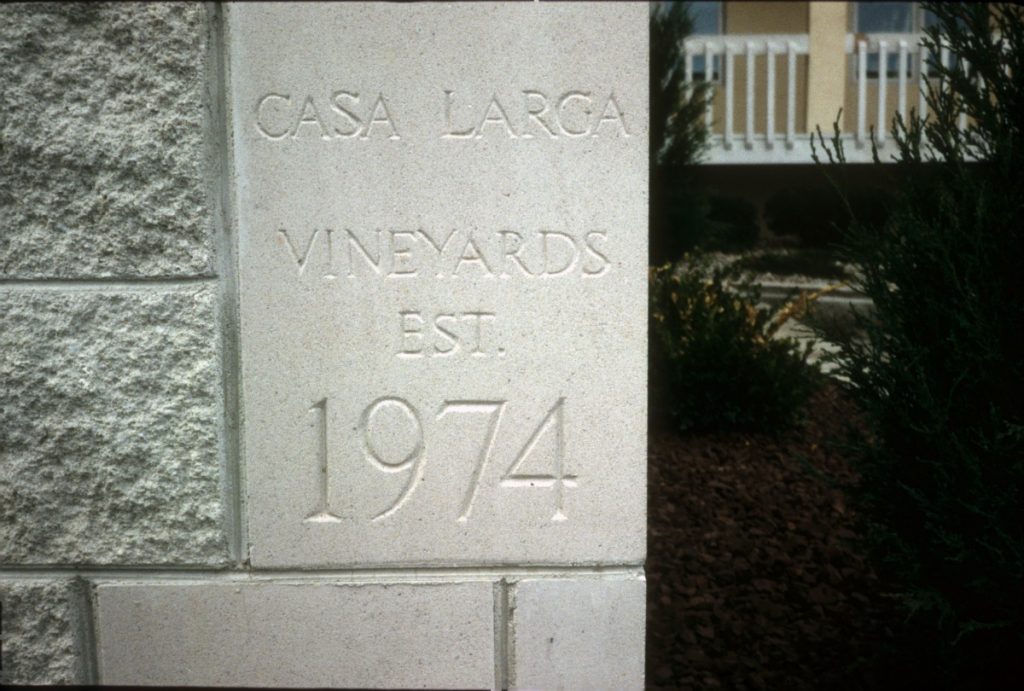 CASA LARGA
VINEYARDS
EST.
1974